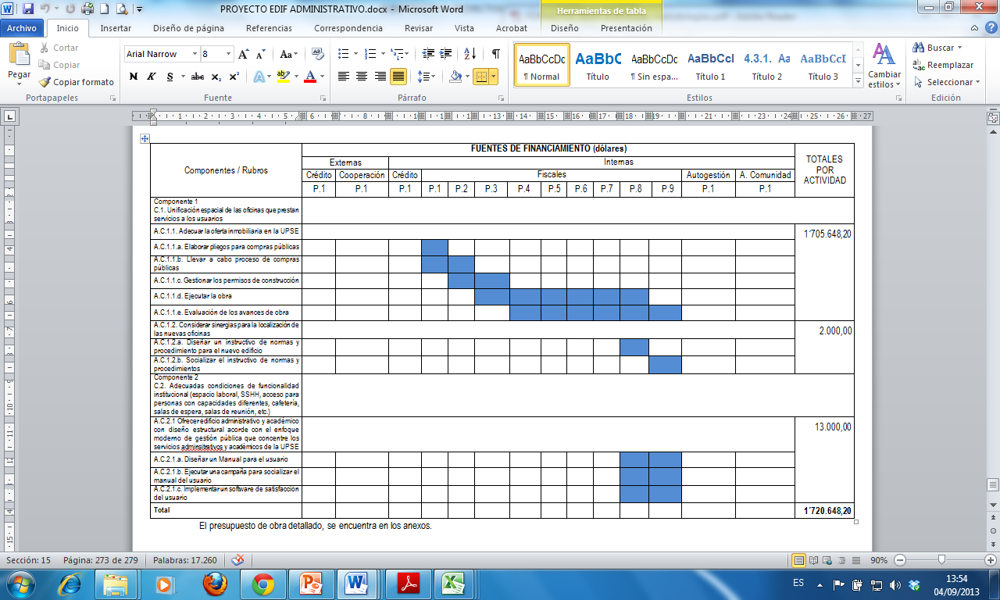 PROYECTO EDIF ADMINISTRATIVO.docx - Microsoft Word
Herramientas de tabla
Archivo Inicio Insertar Diseño de página Referencias Correspondencia Revisar Vista Acrobat Diseño Presentación
Pegar
Cortar
Copiar
Copiar formato
Portapapeles
Arial Narrow 8
N K S abc x₂ x²
Fuente
Párrafo
AaBbCcDc AaBbC AaBbCcDc AaBbCcI 4.3.1. Aa AaBbCcI
¶ Normal Título ¶ Sin espa... Título 1 Título 2 Título 3
Cambiar estilos
Estilos
Buscar
Reemplazar
Seleccionar
Edición
Componentes / Rubros
FUENTES DE FINANCIAMIENTO (dólares)
TOTALES
POR
ACTIVIDAD
Externas Internas
Crédito Cooperación Crédito Fiscales Autogestión A. Comunidad
P.1 P.1 P.1 P.1 P.2 P.3 P.4 P.5 P.6 P.7 P.8 P.9 P.1 P.1
Componente 1
C.1. Unificación espacial de las oficinas que prestan
servicios a los usuarios
A.C.1.1. Adecuar la oferta inmobiliaria en la UPSE
1'705.648,20
A.C.1.1.a. Elaborar pliegos para compras públicas
A.C.1.1.b. Llevar a cabo proceso de compras
públicas
A.C.1.1.c. Gestionar los permisos de construcción
A.C.1.1.d. Ejecutar la obra
A.C.1.1.e. Evaluación de los avances de obra
A.C.1.2. Considerar sinergias para la localización de
las nuevas oficinas
2.000,00
A.C.1.2.a. Diseñar un instructivo de normas y
procedimiento para el nuevo edificio
A.C.1.2.b. Socializar el instructivo de normas y
procedimientos
Componente 2
C.2. Adecuadas condiciones de funcionalidad
institucional (espacio laboral, SSHH, acceso para
personas con capacidades diferentes, cafetería,
salas de espera, salas de reunión, etc.)
A.C.2.1 Ofrecer edificio administrativo y académico
con diseño estructural acorde con el enfoque
moderno de gestión pública que concentre los
servicios adminsitrativos y académicos de la UPSE
13.000,00
A.C.2.1.a. Diseñar un Manual para el usuario
A.C.2.1.b. Ejecutar una campaña para socializar el
manual del usuario
A.C.2.1.c. Implementar un software de satisfacción
del usuario
Total 1'720.648,20
El presupuesto de obra detallado, se encuentra en los anexos.
Sección: 15 Página: 273 de 279 Palabras: 17.260 90%
ES 13:54
04/09/2013